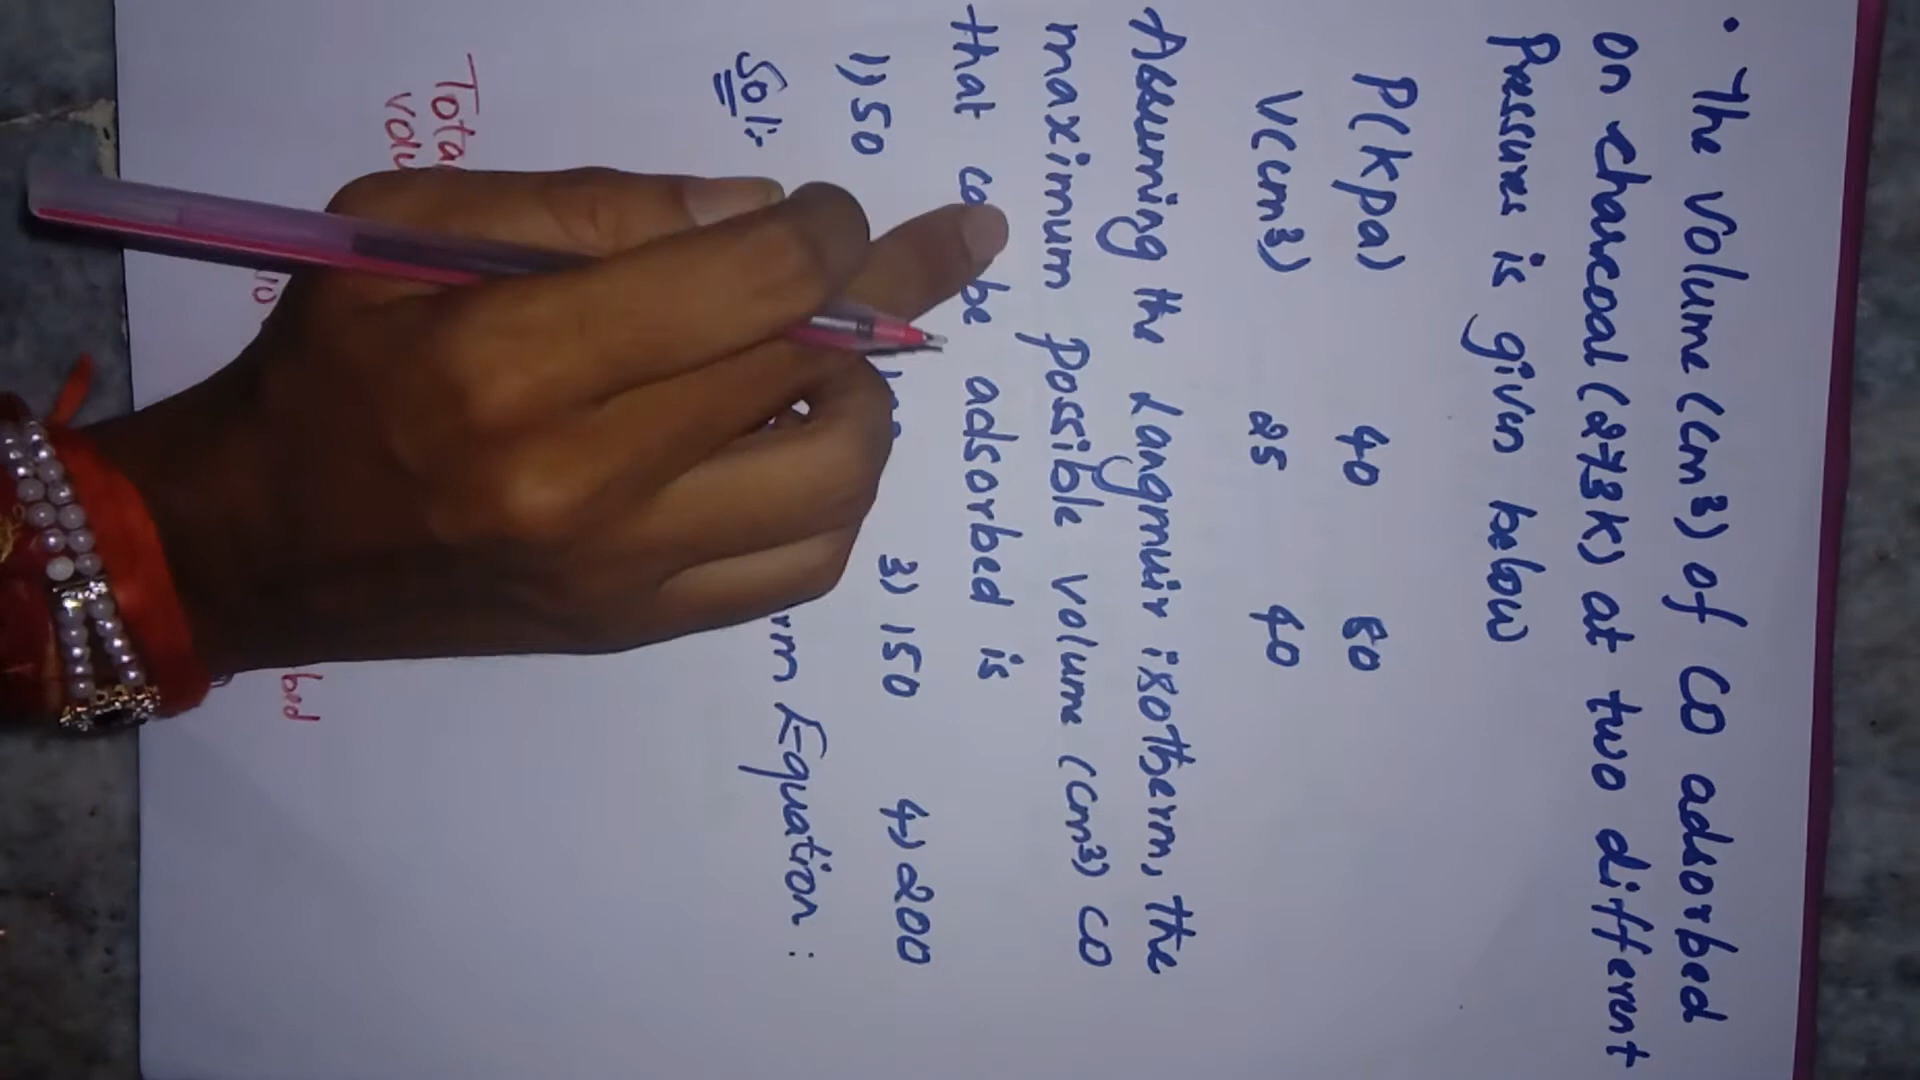 • The volume (cm³) of CO adsorbed
on charcoal (273K) at two different
Pressures is given below
P(kpa) 40 80
V(cm³) 25 40
Assuming the Langmuir isotherm, the
maximum possible volume (cm³) CO
that be adsorbed is
1) 50 3) 150 4) 200
Sol:-
Equation :